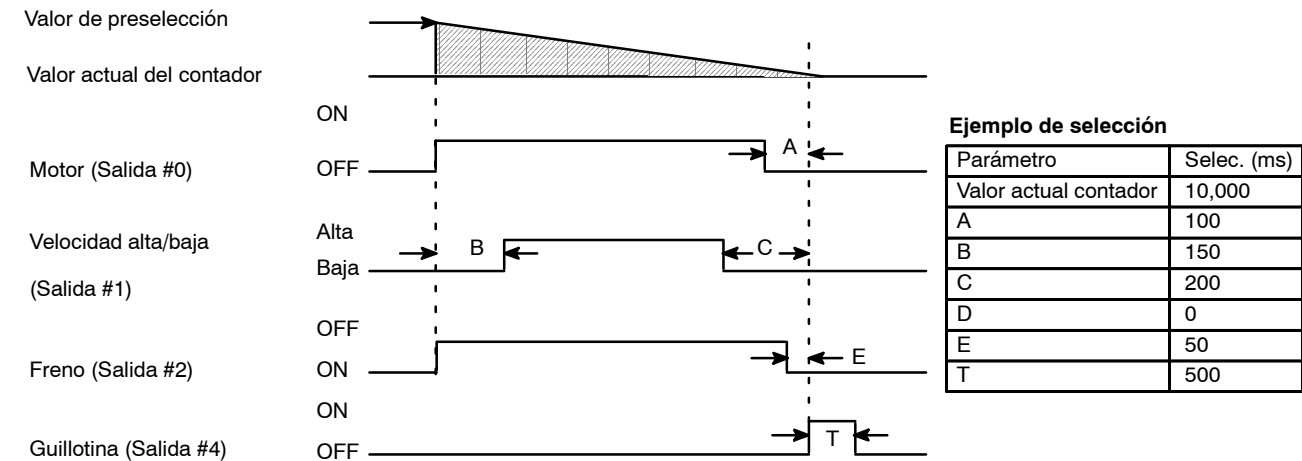 Valor de preselección
Valor actual del contador
ON
Motor (Salida #0)
OFF
A
Velocidad alta/baja
(Salida #1)
Alta
Baja
B
C
OFF
Freno (Salida #2)
ON
E
ON
Guillotina (Salida #4)
OFF
T
Ejemplo de selección
Parámetro Selec. (ms)
Valor actual contador 10,000
A 100
B 150
C 200
D 0
E 50
T 500